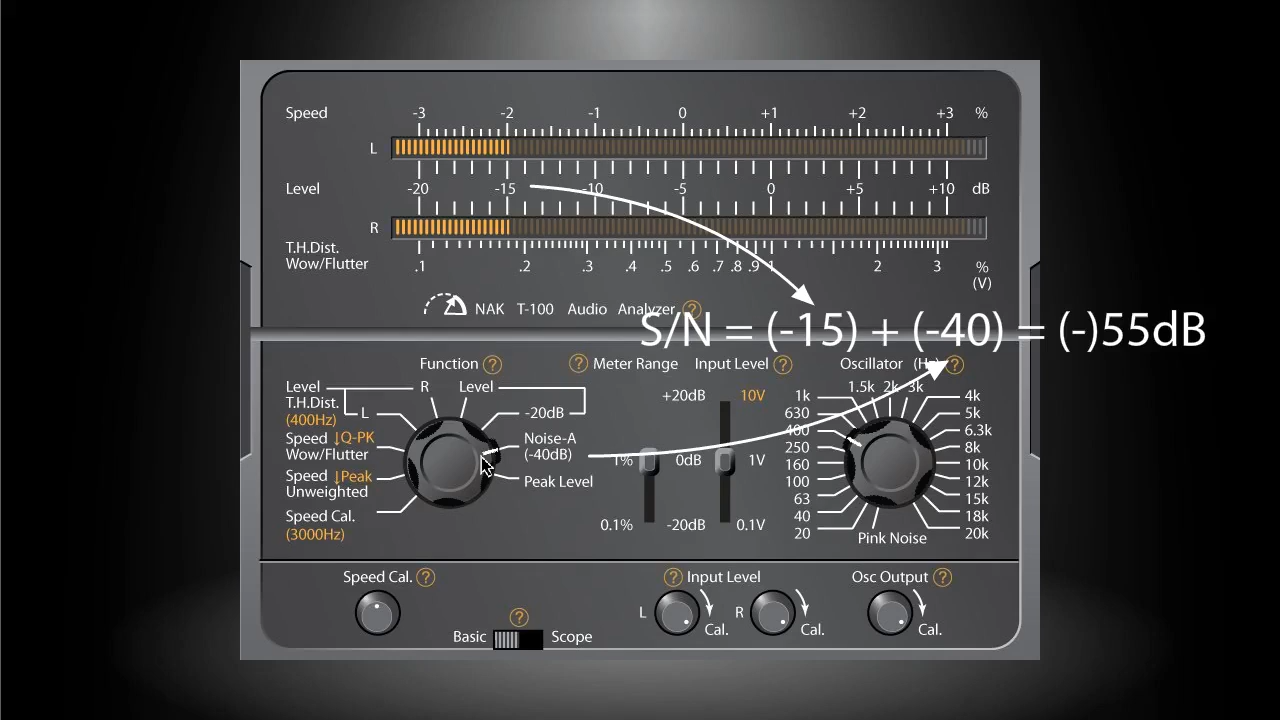 Speed -3 -2 -1 0 +1 +2 +3 %
L
Level -20 -15 -10 -5 0 +5 +10 dB
R
T.H.Dist.
Wow/Flutter .1 .2 .3 .4 .5 .6 .7 .8 .9 1 2 3 %
(V)
NAK T-100 Audio Analyzer ?
S/N = (-15) + (-40) = (-)55dB
Function ? ? Meter Range Input Level ? Oscillator (Hz) ?
Level R Level
T.H.Dist.
(400Hz) L -20dB
Speed ↓Q-PK
Wow/Flutter
Noise-A
(-40dB)
Speed ↓Peak
Unweighted
Peak Level
Speed Cal.
(3000Hz)
+20dB 10V
1% 0dB 1V
0.1% -20dB 0.1V
1.5k 2k 3k
1k 4k
630 5k
400 6.3k
250 8k
160 10k
100 12k
63 15k
40 18k
20 20k
Pink Noise
Speed Cal. ? ? Input Level Osc Output ?
L R
Cal. Cal. Cal.
?
Basic Scope